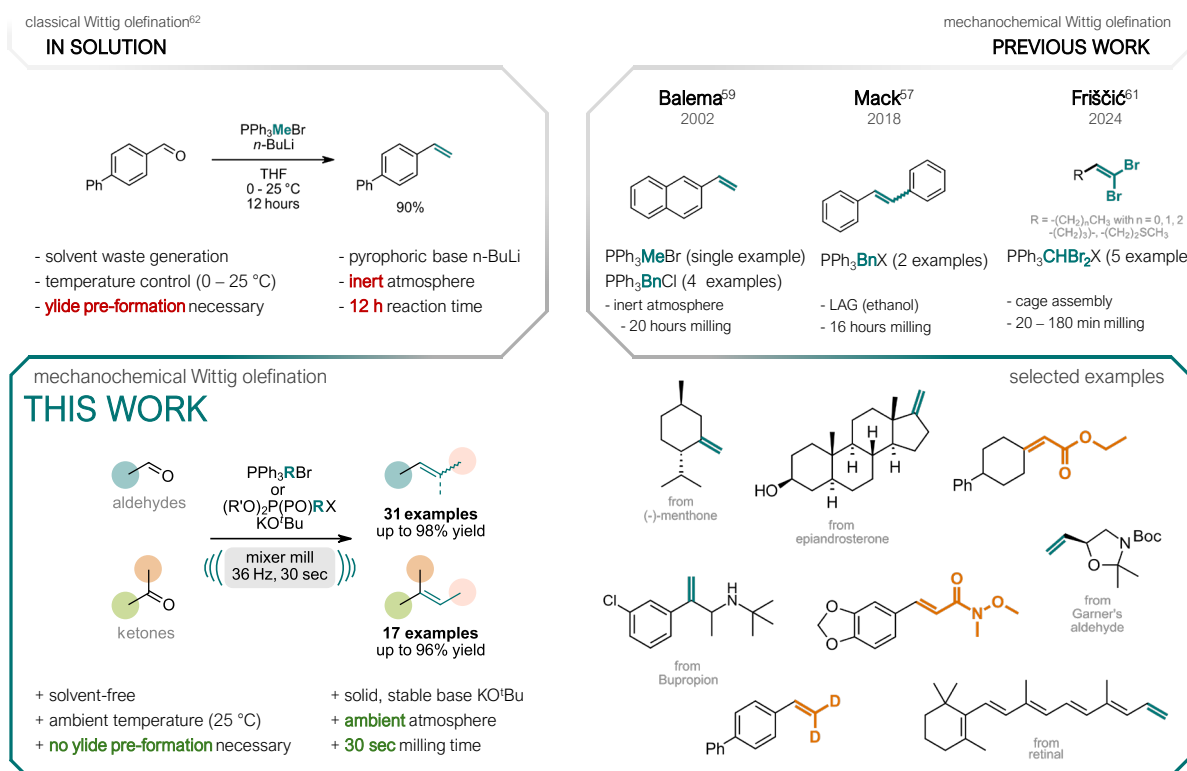 classical Wittig olefination62
IN SOLUTION
PPh3MeBr
n-BuLi
THF
0 - 25 °C
12 hours
O
Ph
Ph
90%
- solvent waste generation
- temperature control (0 – 25 °C)
- ylide pre-formation necessary
- pyrophoric base n-BuLi
- inert atmosphere
- 12 h reaction time
mechanochemical Wittig olefination
PREVIOUS WORK
Balema59
2002
PPh3MeBr (single example)
PPh3BnCl (4 examples)
- inert atmosphere
- 20 hours milling
Mack57
2018
PPh3BnX (2 examples)
- LAG (ethanol)
- 16 hours milling
Friščić61
2024
R
Br
Br
R = -(CH2)nCH3 with n = 0, 1, 2
-(CH2)3)-, -(CH2)2SCH3
PPh3CHBr2X (5 example
- cage assembly
- 20 – 180 min milling
mechanochemical Wittig olefination
THIS WORK
O
aldehydes
O
ketones
PPh3RBr
or
(R'O)2P(PO)RX
KOtBu
mixer mill
36 Hz, 30 sec
31 examples
up to 98% yield
17 examples
up to 96% yield
+ solvent-free
+ ambient temperature (25 °C)
+ no ylide pre-formation necessary
+ solid, stable base KOtBu
+ ambient atmosphere
+ 30 sec milling time
selected examples
from
(-)-menthone
H
H
H
H
HO
from
epiandrosterone
O
O
Ph
Cl
H
N
from
Bupropion
O
O
O
N
O
N
Boc
O
from
Garner's
aldehyde
D
D
Ph
from
retinal